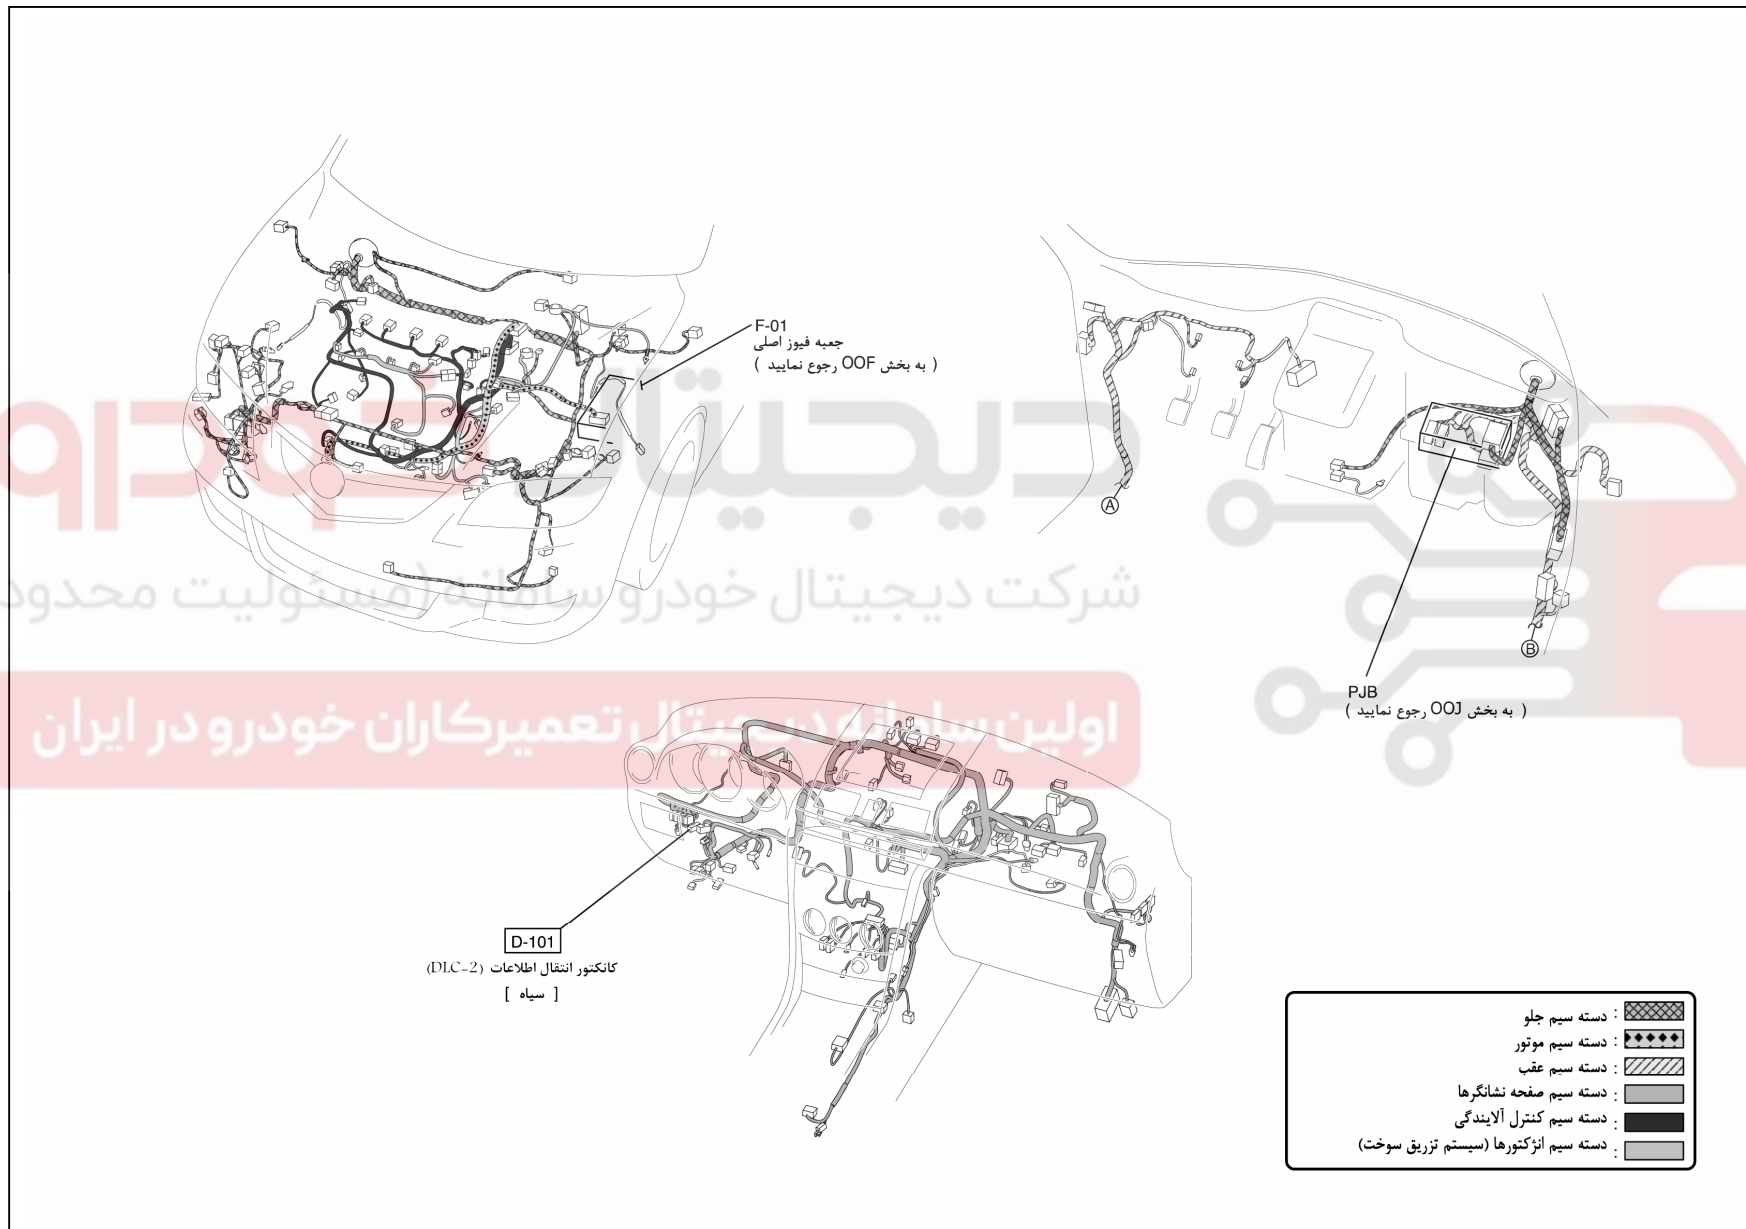 F-01
جعبه فیوز اصلی
( به بخش OOF رجوع نمایید )
A
B
PJB
( به بخش OOJ رجوع نمایید )
دیجیتال خودرو
شرکت دیجیتال خودرو سامانه (مسئولیت محدود
اولین سامانه دیجیتال تعمیرکاران خودرو در ایران
D-101
کانکتور انتقال اطلاعات (DLC-2)
[ سیاه ]
دسته سیم جلو :
دسته سیم موتور :
دسته سیم عقب :
دسته سیم صفحه نشانگرها :
دسته سیم کنترل آلایندگی :
دسته سیم انژکتورها (سیستم تزریق سوخت) :